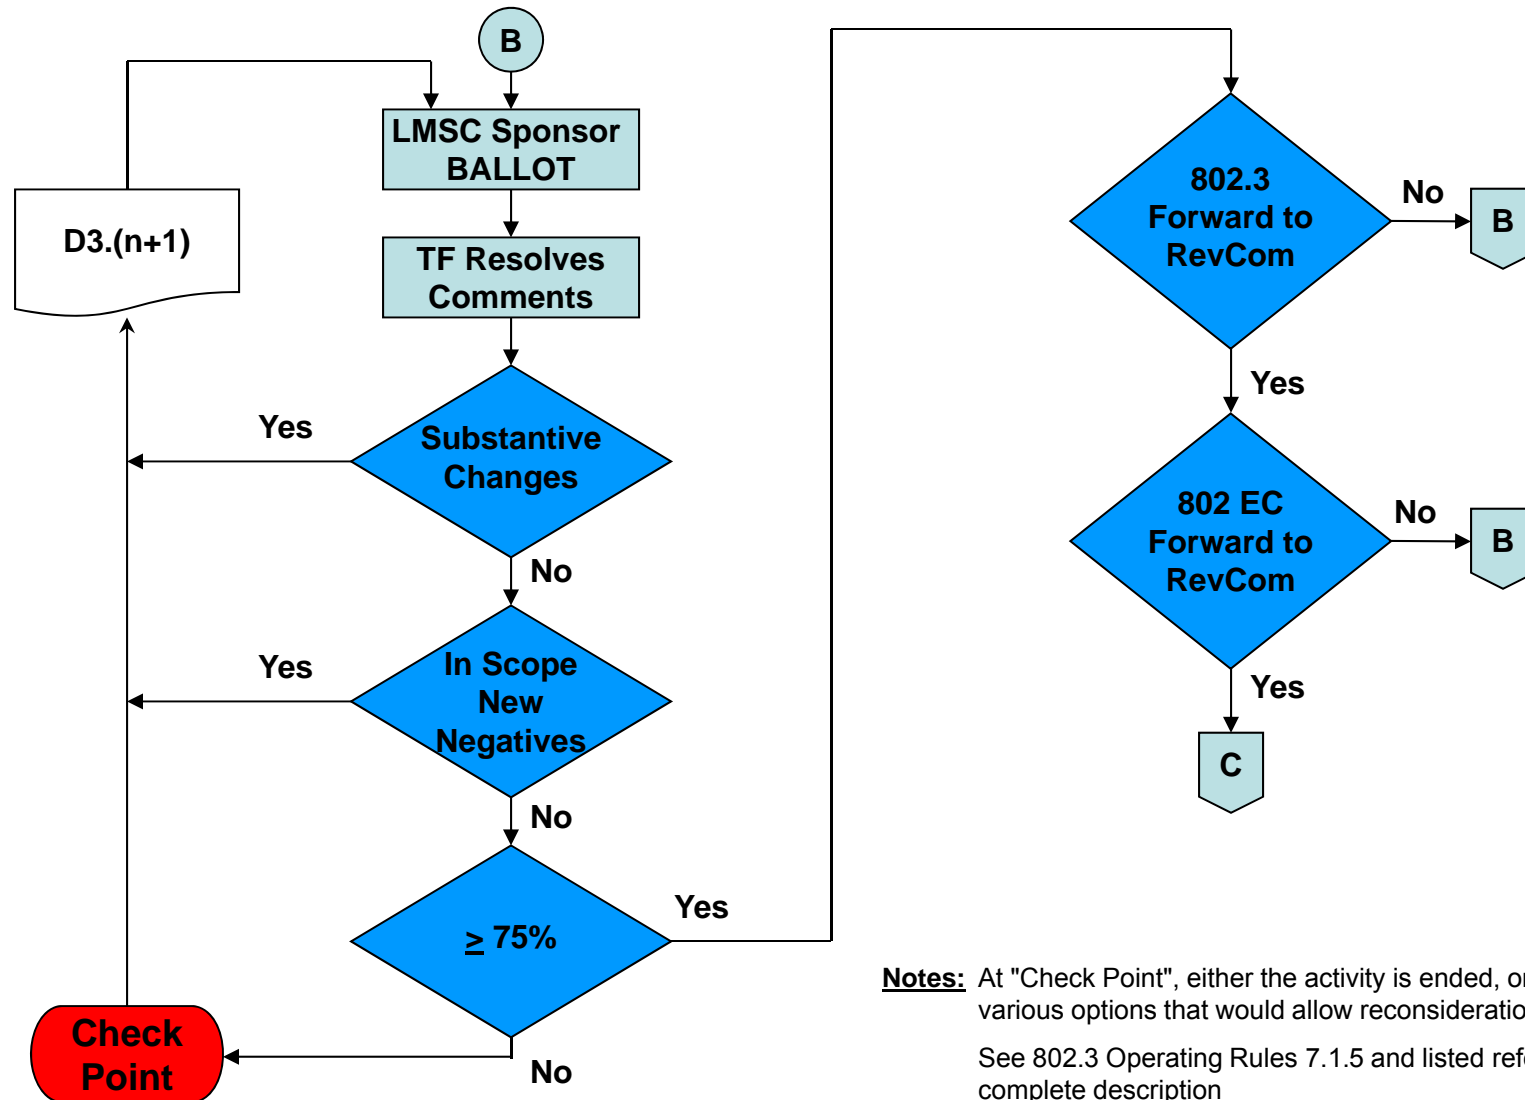 B
LMSC Sponsor
BALLOT
D3.(n+1)
TF Resolves
Comments
Yes
Substantive
Changes
No
Yes
In Scope
New
Negatives
No
≥ 75%
Yes
Check
Point
No
802.3
Forward to
RevCom
No
B
Yes
802 EC
Forward to
RevCom
No
B
Yes
C
Notes: At "Check Point", either the activity is ended, or
various options that would allow
See 802.3 Operating Rules 7.1.5 and listed
complete description